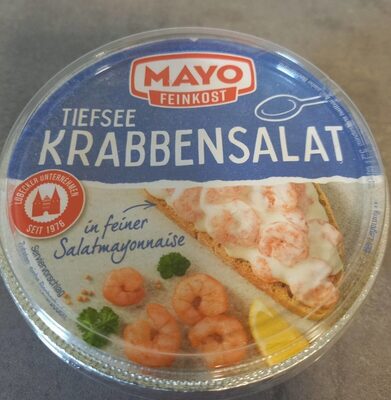 MAYO
FEINKOST
TIEFSEE
KRABBENSALAT
LÜBECKER UNTERNEHMEN
SEIT 1976
in feiner
Salatmayonnaise
Serviervorschlag